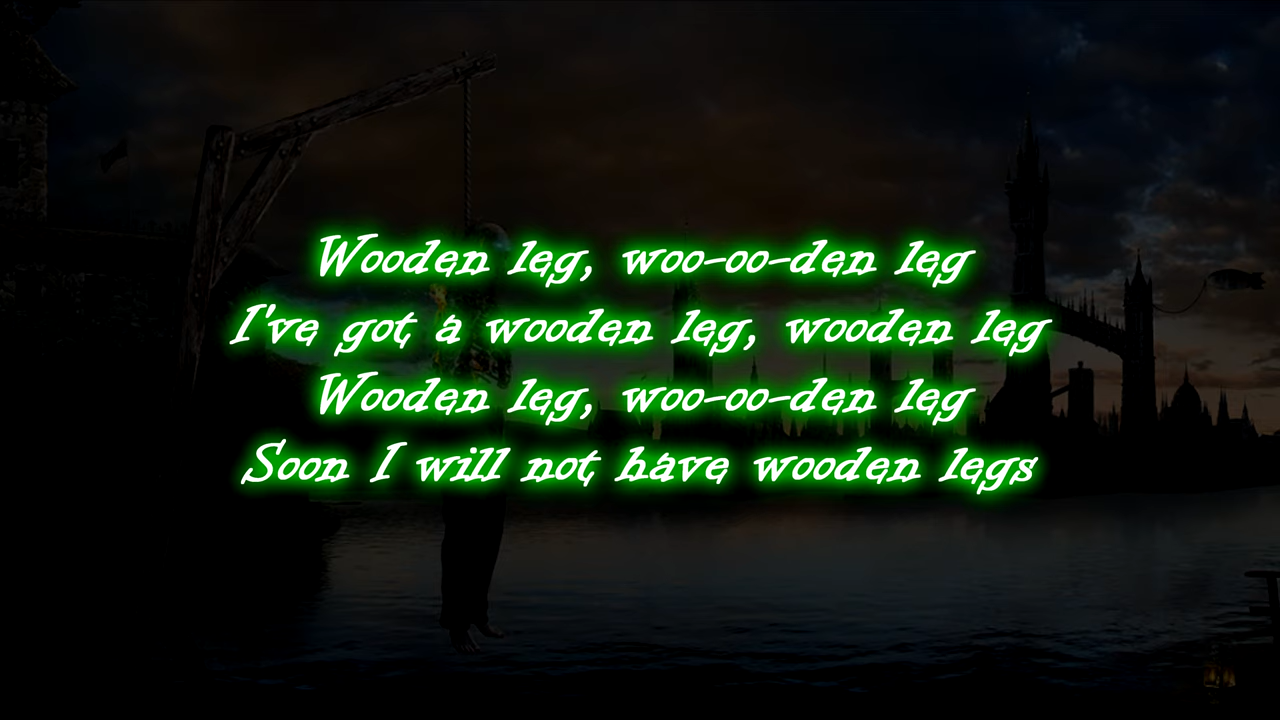 Wooden leg, woo-oo-den leg
I've got a wooden leg, wooden leg
Wooden leg, woo-oo-den leg
Soon I will not have wooden legs